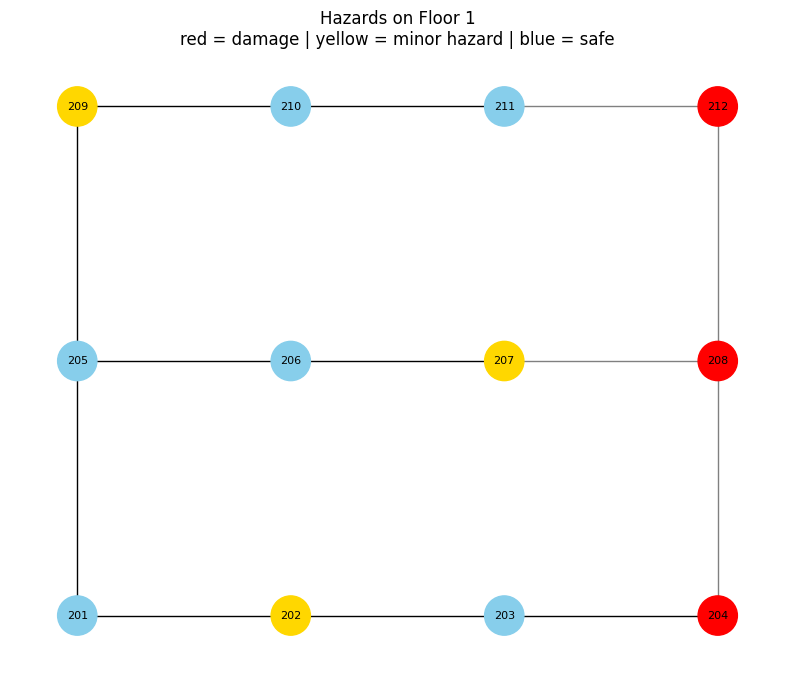 Hazards on Floor 1
red = damage | yellow = minor hazard | blue = safe
209 210 211 212
205 206 207 208
201 202 203 204